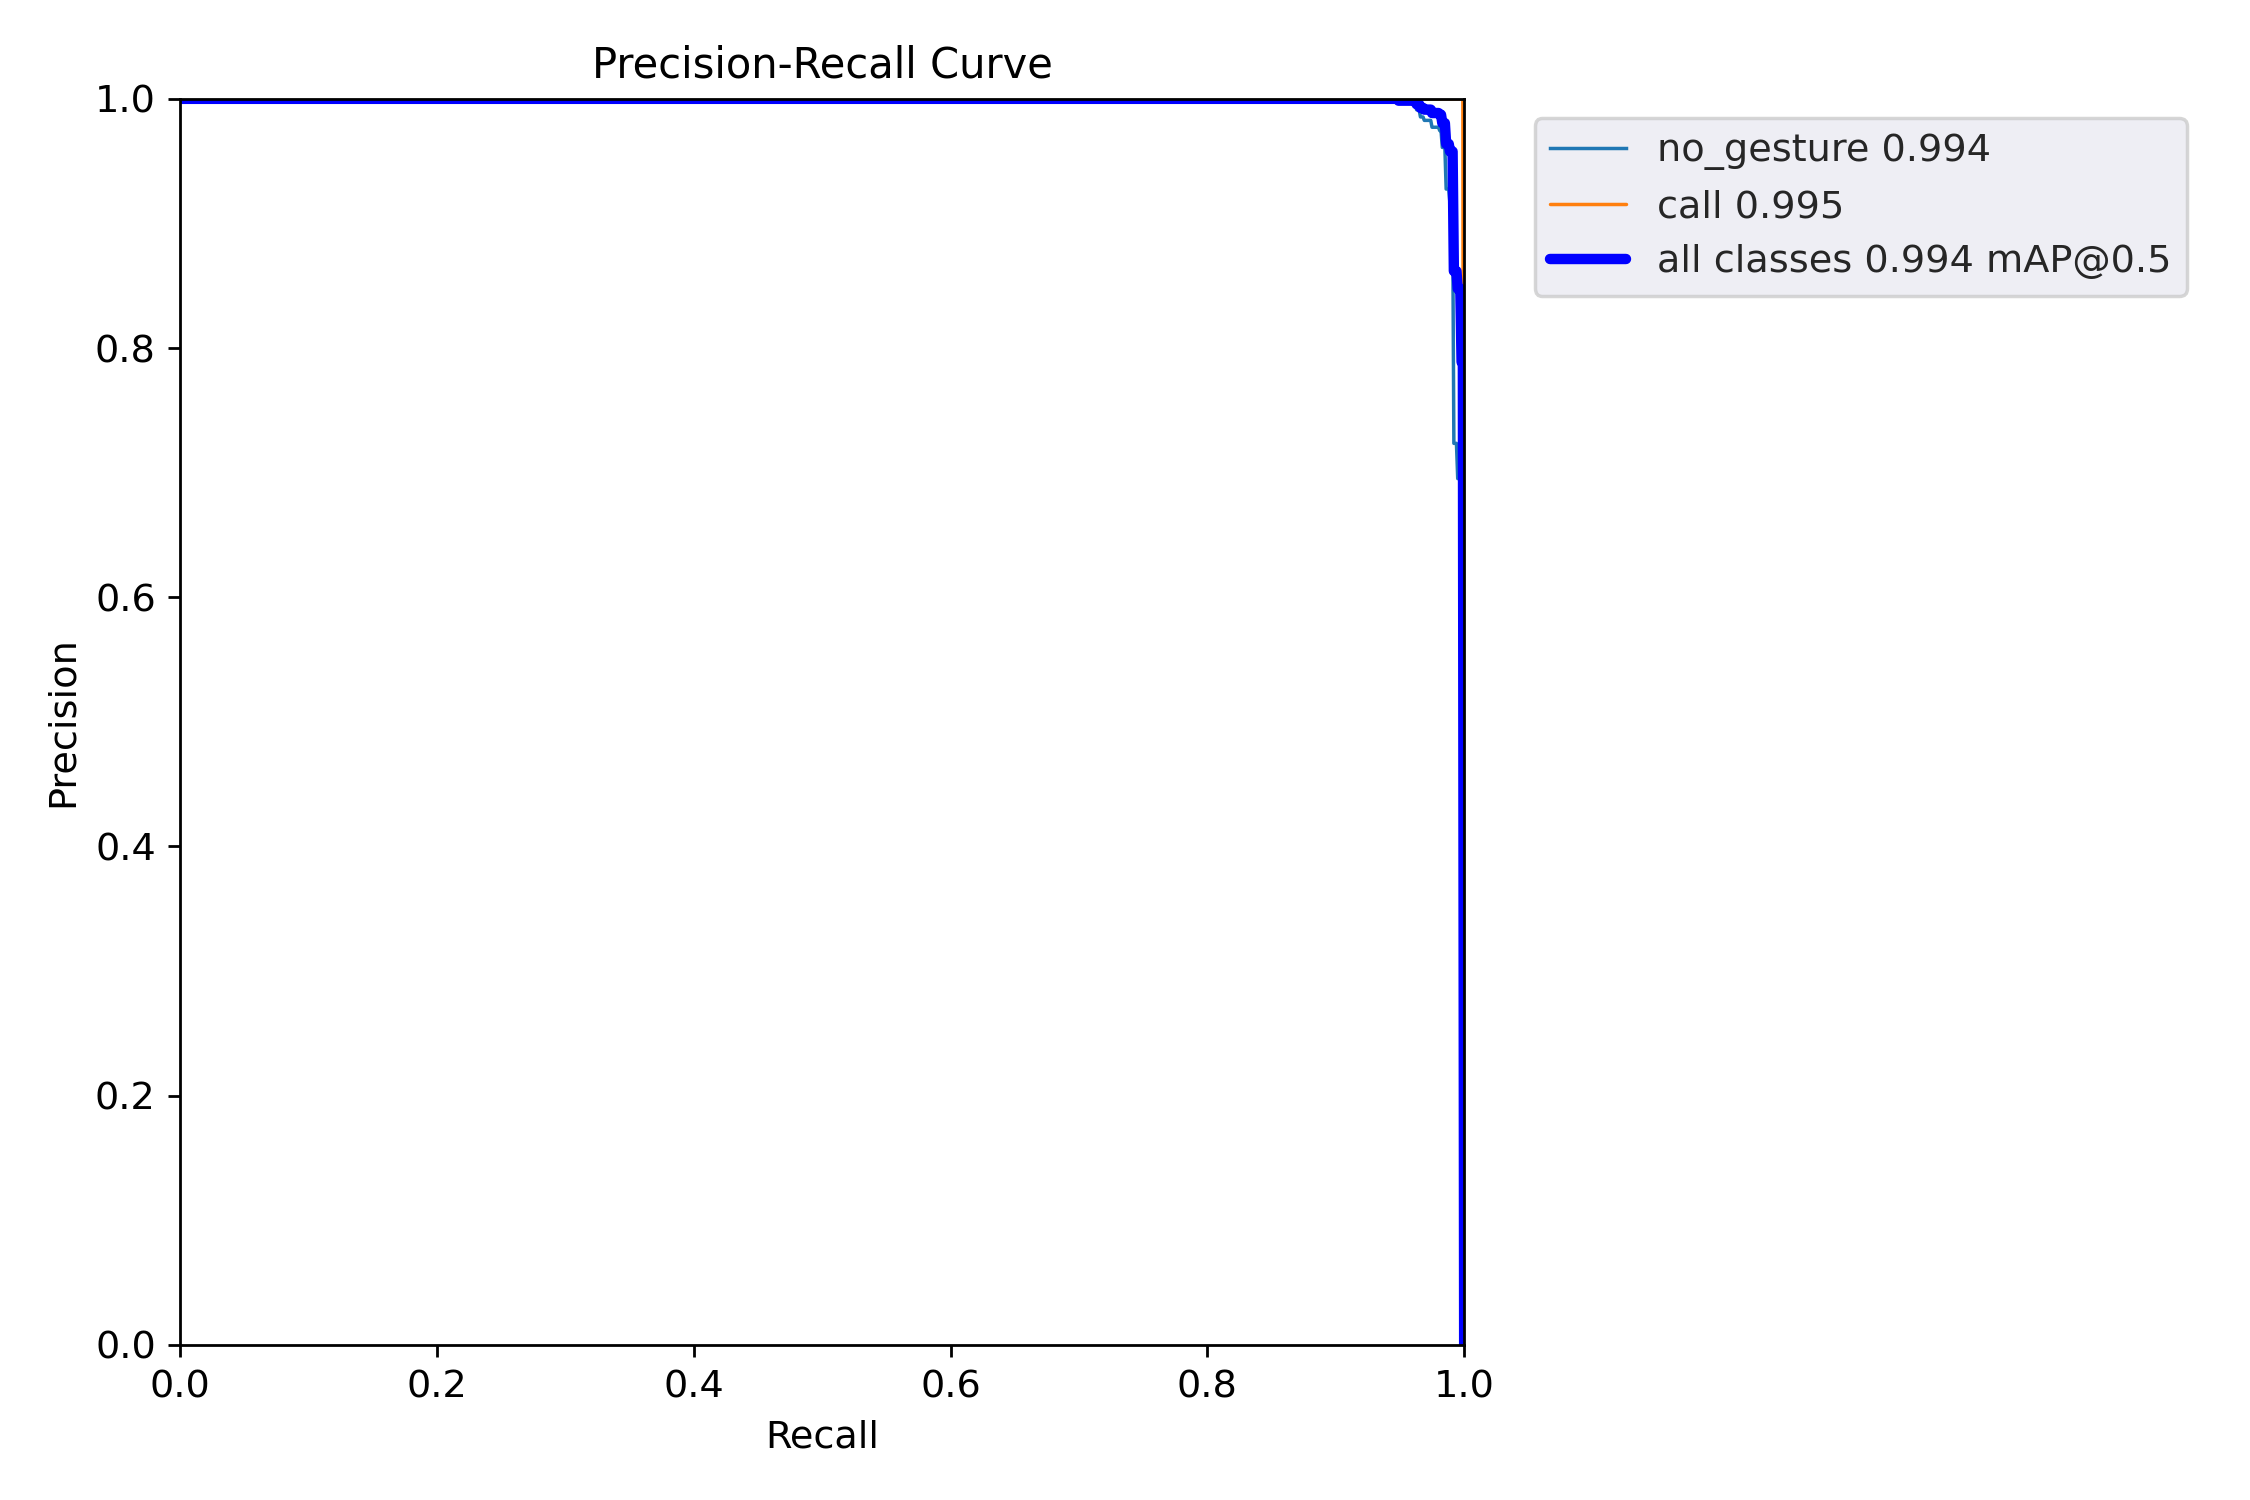 Precision-Recall Curve
1.0
0.8
0.6
0.4
0.2
0.0
Precision
0.0 0.2 0.4 0.6 0.8 1.0
Recall
no_gesture 0.994
call 0.995
all classes 0.994 mAP@0.5